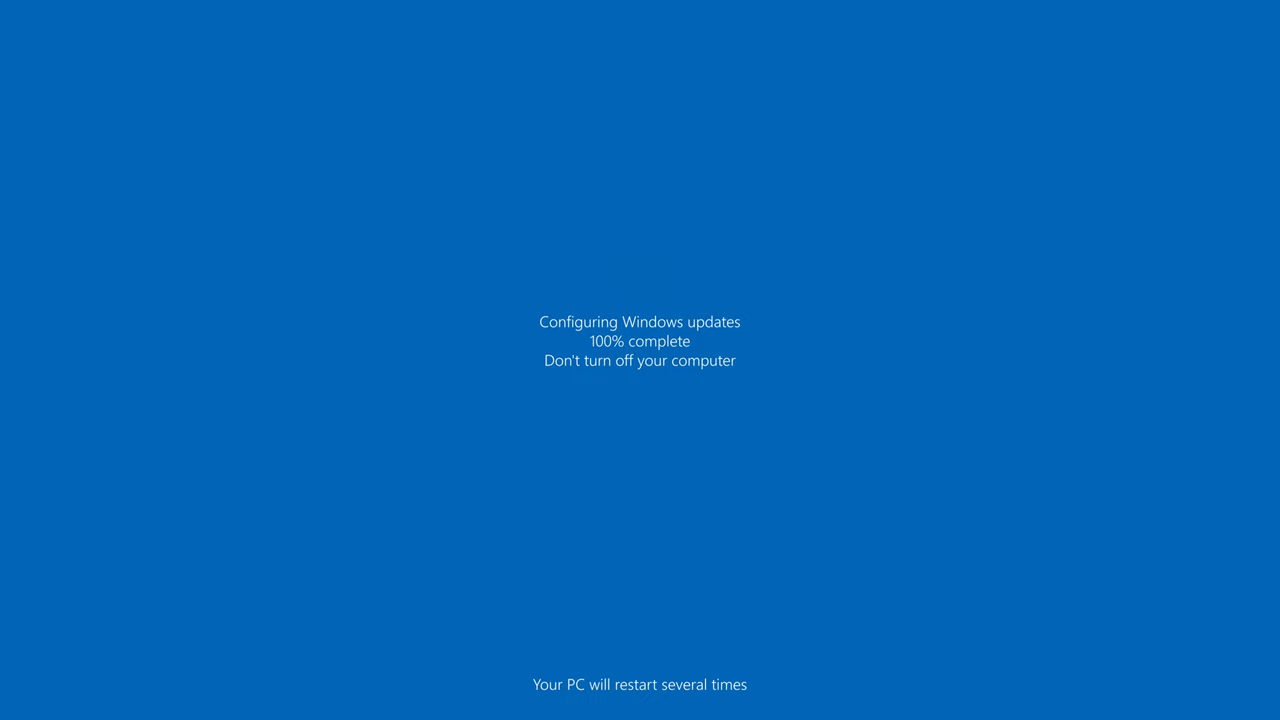 Configuring Windows updates
100% complete
Don't turn off your computer
Your PC will restart several times